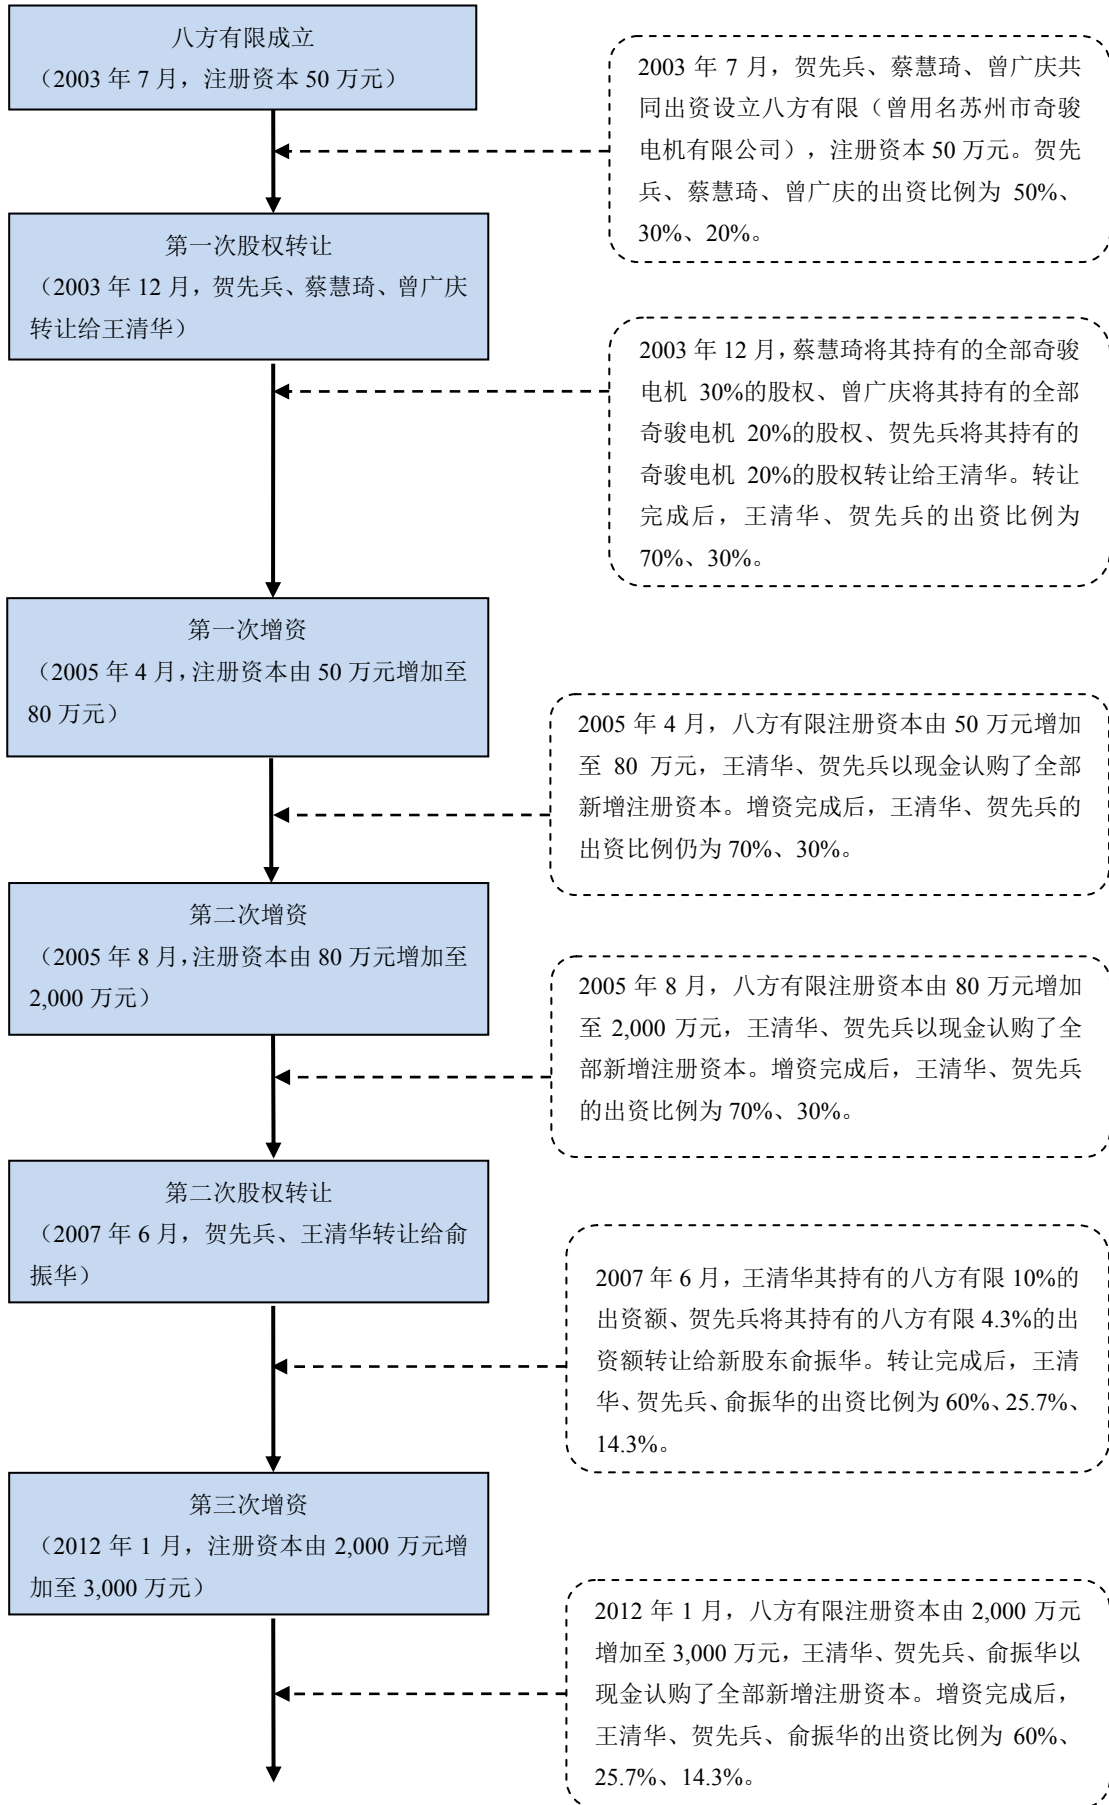 八方有限成立
（2003 年 7 月，注册资本 50 万元）
2003 年 7 月，贺先兵、蔡慧琦、曾广庆共
同出资设立八方有限（曾用名苏州市奇骏
电机有限公司），注册资本 50 万元。贺先
兵、蔡慧琦、曾广庆的出资比例为 50%、
30%、20%。
第一次股权转让
（2003 年 12 月，贺先兵、蔡慧琦、曾广庆
转让给王清华）
2003 年 12 月，蔡慧琦将其持有的全部奇骏
电机 30%的股权、曾广庆将其持有的全部
奇骏电机 20%的股权、贺先兵将其持有的
奇骏电机 20%的股权转让给王清华。转让
完成后，王清华、贺先兵的出资比例为
70%、30%。
第一次增资
（2005 年 4 月，注册资本由 50 万元增加至
80 万元）
2005 年 4 月，八方有限注册资本由 50 万元增加
至 80 万元，王清华、贺先兵以现金认购了全部
新增注册资本。增资完成后，王清华、贺先兵的
出资比例仍为 70%、30%。
第二次增资
（2005 年 8 月，注册资本由 80 万元增加至
2,000 万元）
2005 年 8 月，八方有限注册资本由 80 万元增加
至 2,000 万元，王清华、贺先兵以现金认购了全
部新增注册资本。增资完成后，王清华、贺先兵
的出资比例为 70%、30%。
第二次股权转让
（2007 年 6 月，贺先兵、王清华转让给俞
振华）
2007 年 6 月，王清华其持有的八方有限 10%的
出资额、贺先兵将其持有的八方有限 4.3%的出
资额转让给新股东俞振华。转让完成后，王清
华、贺先兵、俞振华的出资比例为 60%、25.7%、
14.3%。
第三次增资
（2012 年 1 月，注册资本由 2,000 万元增
加至 3,000 万元）
2012 年 1 月，八方有限注册资本由 2,000 万元
增加至 3,000 万元，王清华、贺先兵、俞振华以
现金认购了全部新增注册资本。增资完成后，
王清华、贺先兵、俞振华的出资比例为 60%、
25.7%、14.3%。